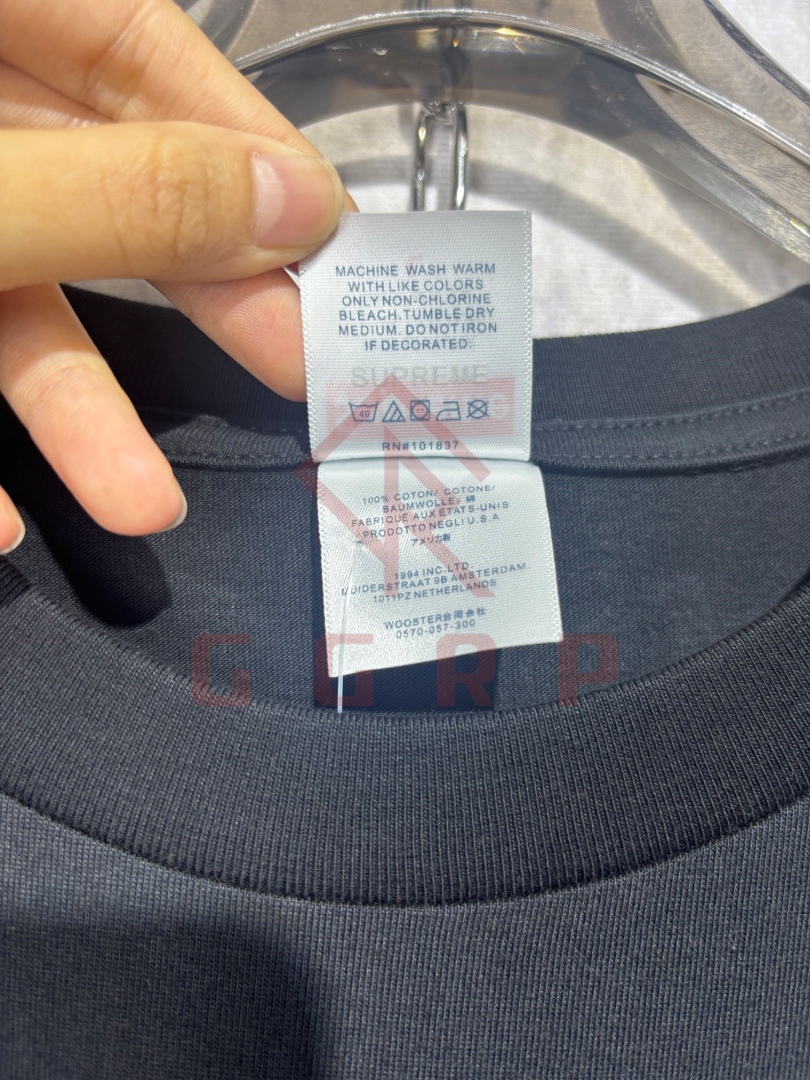 MACHINE WASH WARM
WITH LIKE COLORS
ONLY NON-CHLORINE
BLEACH. TUMBLE DRY
MEDIUM. DO NOT IRON
IF DECORATED.
SUPREME
40
RN#101837
100% COTON/ COTONE/
BAUMWOLLE/ 綿
FABRIQUÉ AUX ÉTATS-UNIS
PRODOTTO NEGLI U.S.A
アメリカ製
1994 INC. LTD.
MUIDERSTRAAT 9B AMSTERDAM.
1011PZ NETHERLANDS
WOOSTER合同会社
0570-057-300
GGRP